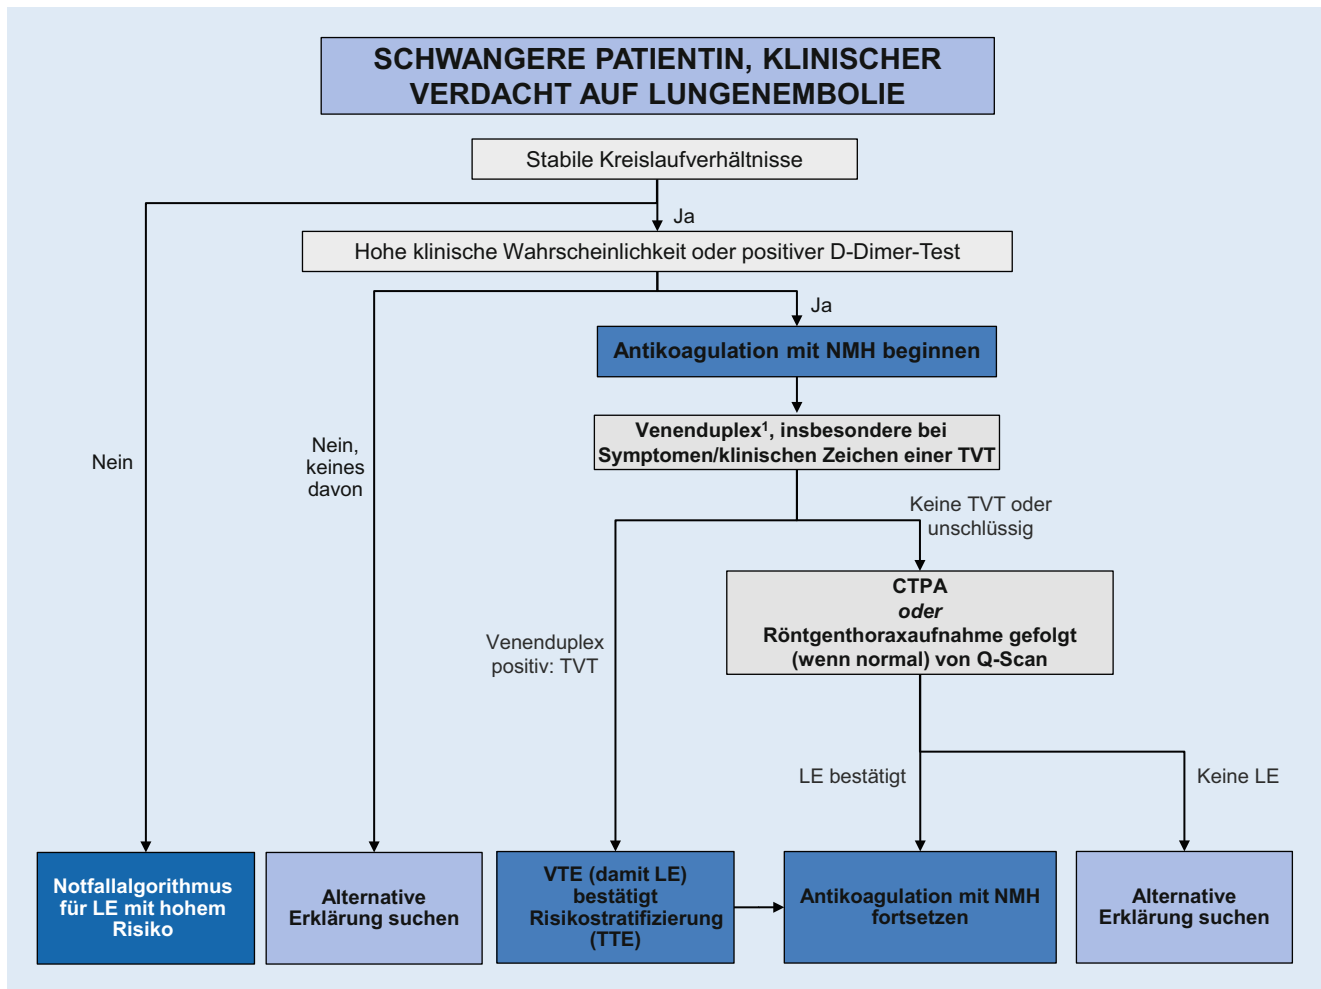 SCHWANGERE PATIENTIN, KLINISCHER
VERDACHT AUF LUNGENEMBOLIE
Stabile Kreislaufverhältnisse
Ja
Hohe klinische Wahrscheinlichkeit oder positiver D-Dimer-Test
Ja
Antikoagulation mit NMH beginnen
Venenduplex¹, insbesondere bei
Symptomen/klinischen Zeichen einer TVT
Nein
Nein,
keines
davon
Keine TVT oder
unschlüssig
CTPA
oder
Röntgenthoraxaufnahme gefolgt
(wenn normal) von Q-Scan
Venenduplex
positiv: TVT
LE bestätigt
Keine LE
Notfallalgorithmus
für LE mit hohem
Risiko
Alternative
Erklärung suchen
VTE (damit LE)
bestätigt
Risikostratifizierung
(TTE)
Antikoagulation mit NMH
fortsetzen
Alternative
Erklärung suchen